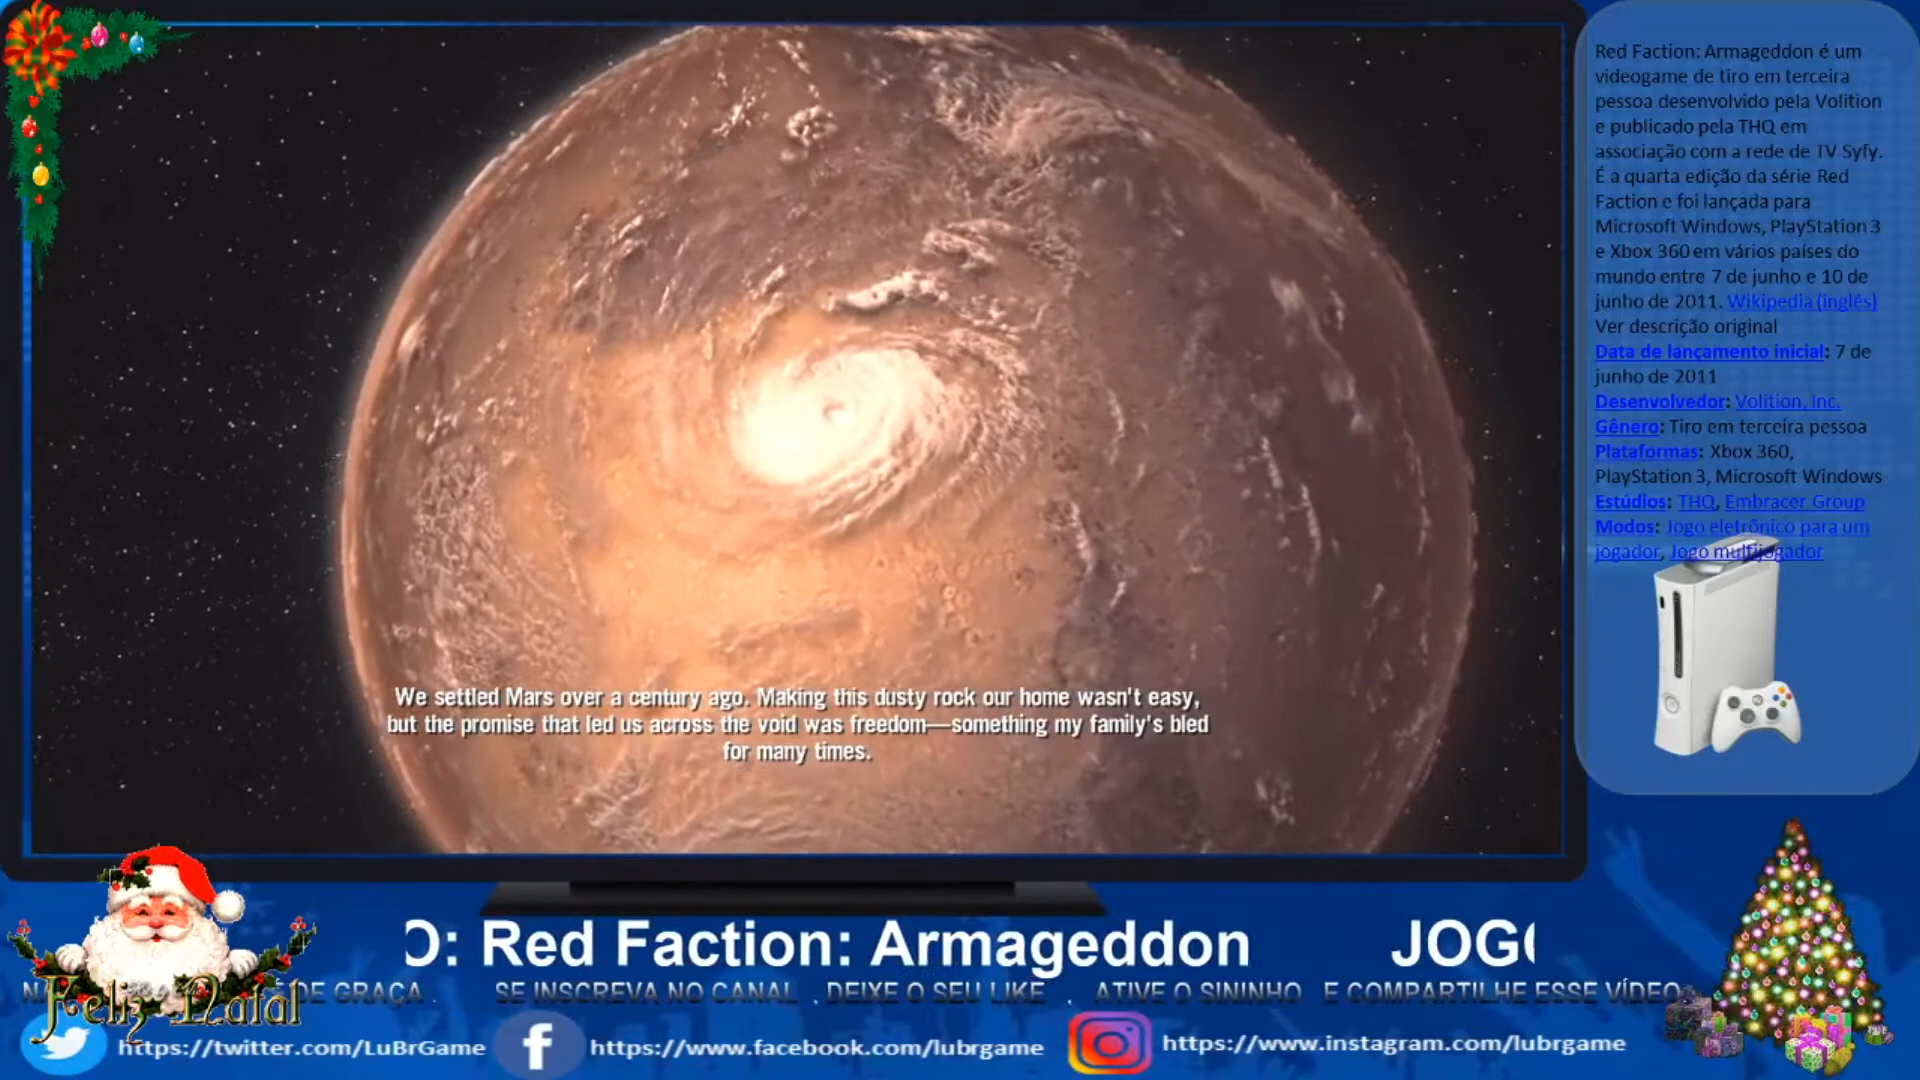 Red Faction: Armageddon é um
videogame de tiro em terceira
pessoa desenvolvido pela Volition
e publicado pela THQ em
associação com a rede de TV Syfy.
É a quarta edição da série Red
Faction e foi lançada para
Microsoft Windows, PlayStation 3
e Xbox 360 em vários países do
mundo entre 7 de junho e 10 de
junho de 2011. Wikipedia (inglês)
Ver descrição original
Data de lançamento inicial: 7 de
junho de 2011
Desenvolvedor: Volition, Inc.
Gênero: Tiro em terceira pessoa
Plataformas: Xbox 360,
PlayStation 3, Microsoft Windows
Estúdios: THQ, Embracer Group
Modos: Jogo eletrônico para um
jogador, Jogo multijogador
We settled Mars over a century ago. Making this dusty rock our home wasn't easy,
but the promise that led us across the void was freedom—something my family's bled
for many times.
O: Red Faction: Armageddon JOGO
DE GRAÇA . SE INSCREVA NO CANAL . DEIXE O SEU LIKE . ATIVE O SININHO E COMPARTILHE ESSE VÍDEO
Feliz Natal
https://twitter.com/LuBrGame https://www.facebook.com/lubrgame https://www.instagram.com/lubrgame